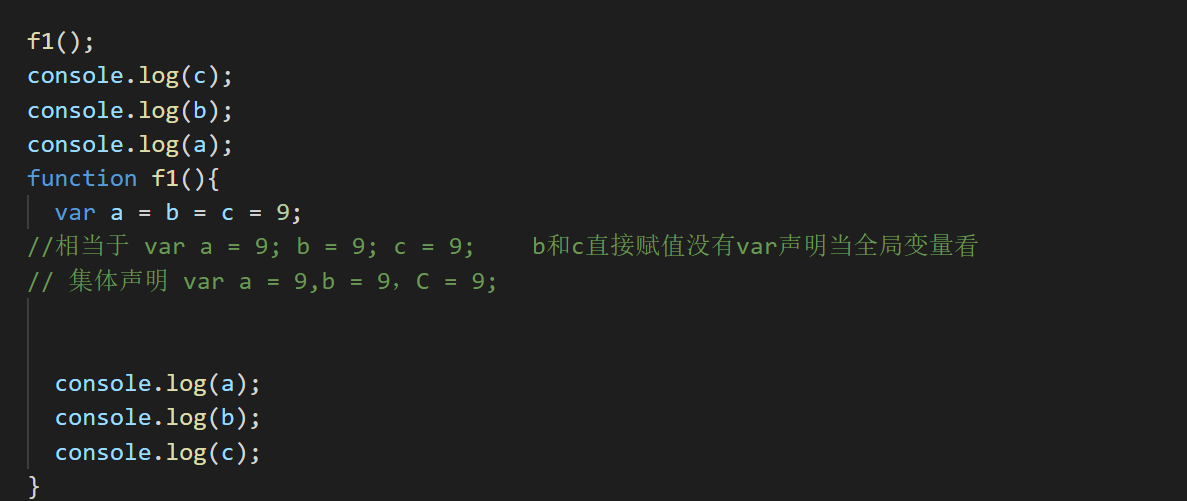 f1();
console.log(c);
console.log(b);
console.log(a);
function f1(){
var a = b = c = 9;
//相当于 var a = 9; b = 9; c = 9; b和c直接赋值没有var声明当全局变量看
// 集体声明 var a = 9,b = 9，C = 9;
console.log(a);
console.log(b);
console.log(c);
}